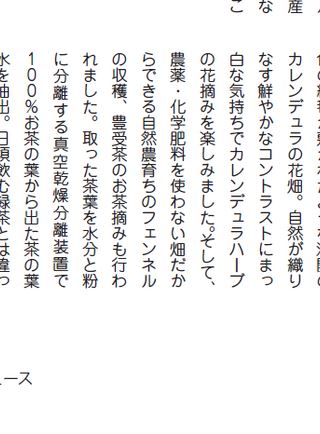 産
な
こ
カレンデュラの花畑。自然が織り
なす鮮やかなコントラストにまっ
白な気持ちでカレンデュラハーブ
の花摘みを楽しみました。そして、
農薬・化学肥料を使わない畑だか
らできる自然農育ちのフェンネル
の収穫、豊受茶のお茶摘みも行わ
れました。取った茶葉を水分と粉
に分離する真空乾燥分離装置で
100%お茶の葉から出た茶の葉
水を抽出。日頃飲む緑茶とは違っ
ース